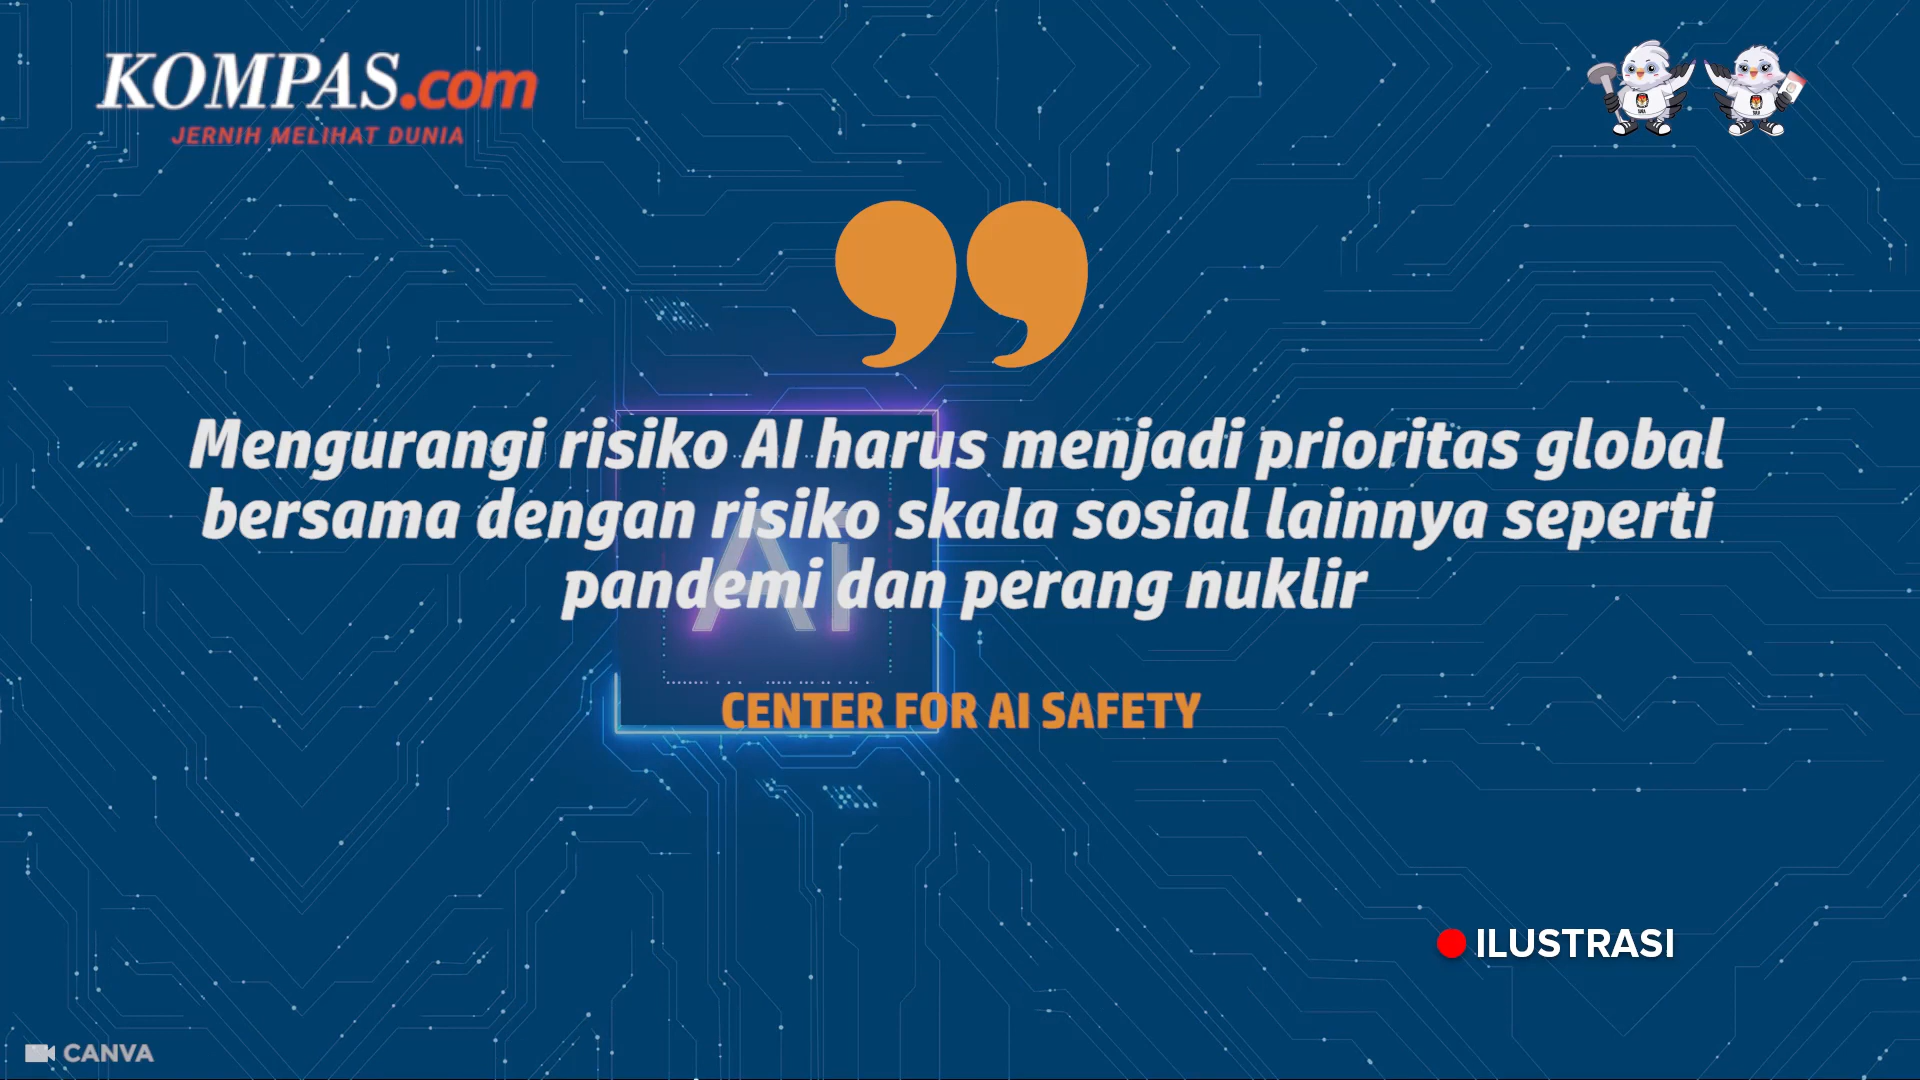 KOMPAS.com
JERNIH MELIHAT DUNIA
Mengurangi risiko AI harus menjadi prioritas global
bersama dengan risiko skala sosial lainnya seperti
pandemi dan perang nuklir
Ai
CENTER FOR AI SAFETY
ILUSTRASI
CANVA